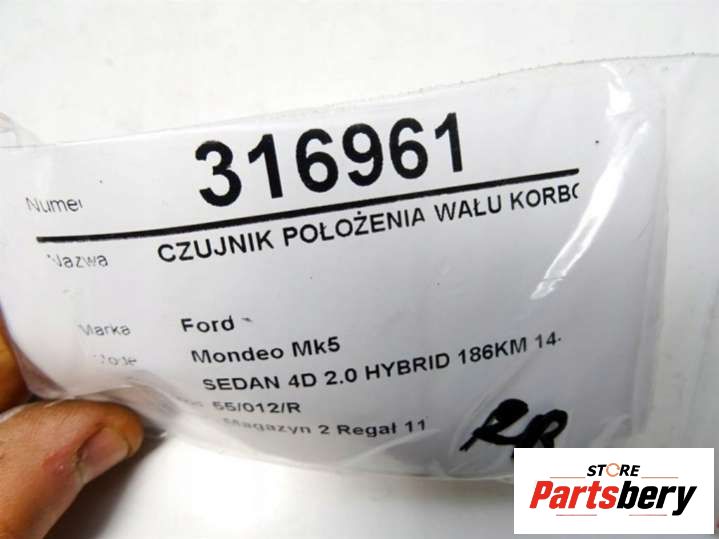 Numer 316961
Nazwa CZUJNIK POŁOŻENIA WAŁU KORBO
Marka Ford
Mondeo Mk5
SEDAN 4D 2.0 HYBRID 186KM 14-
55/012/R
Magazyn 2 Regał 11
RR
STORE
Partsbery